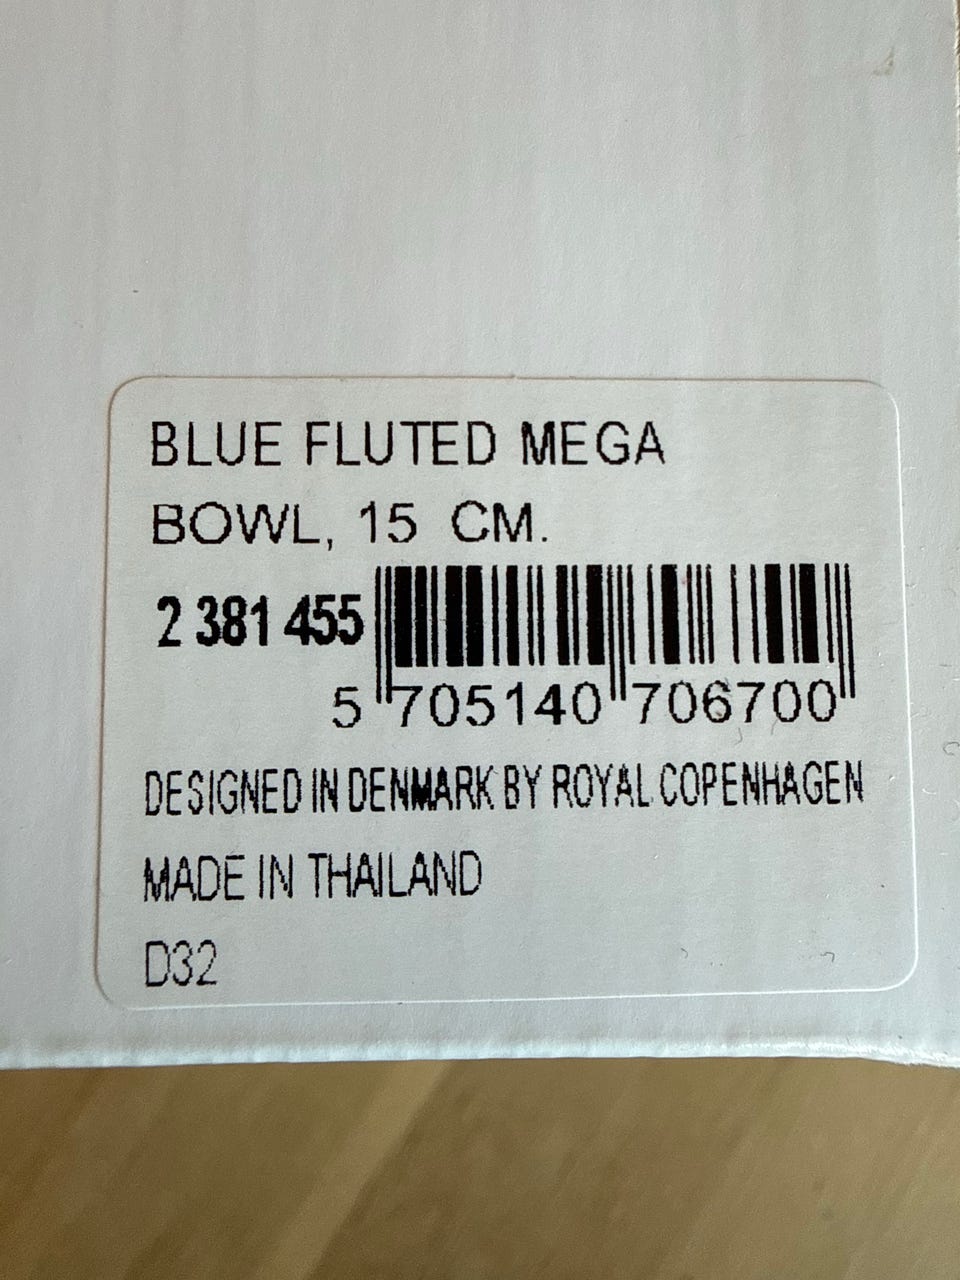 BLUE FLUTED MEGA
BOWL, 15 CM.
2 381 455
5 705140 706700
DESIGNED IN DENMARK BY ROYAL COPENHAGEN
MADE IN THAILAND
D32